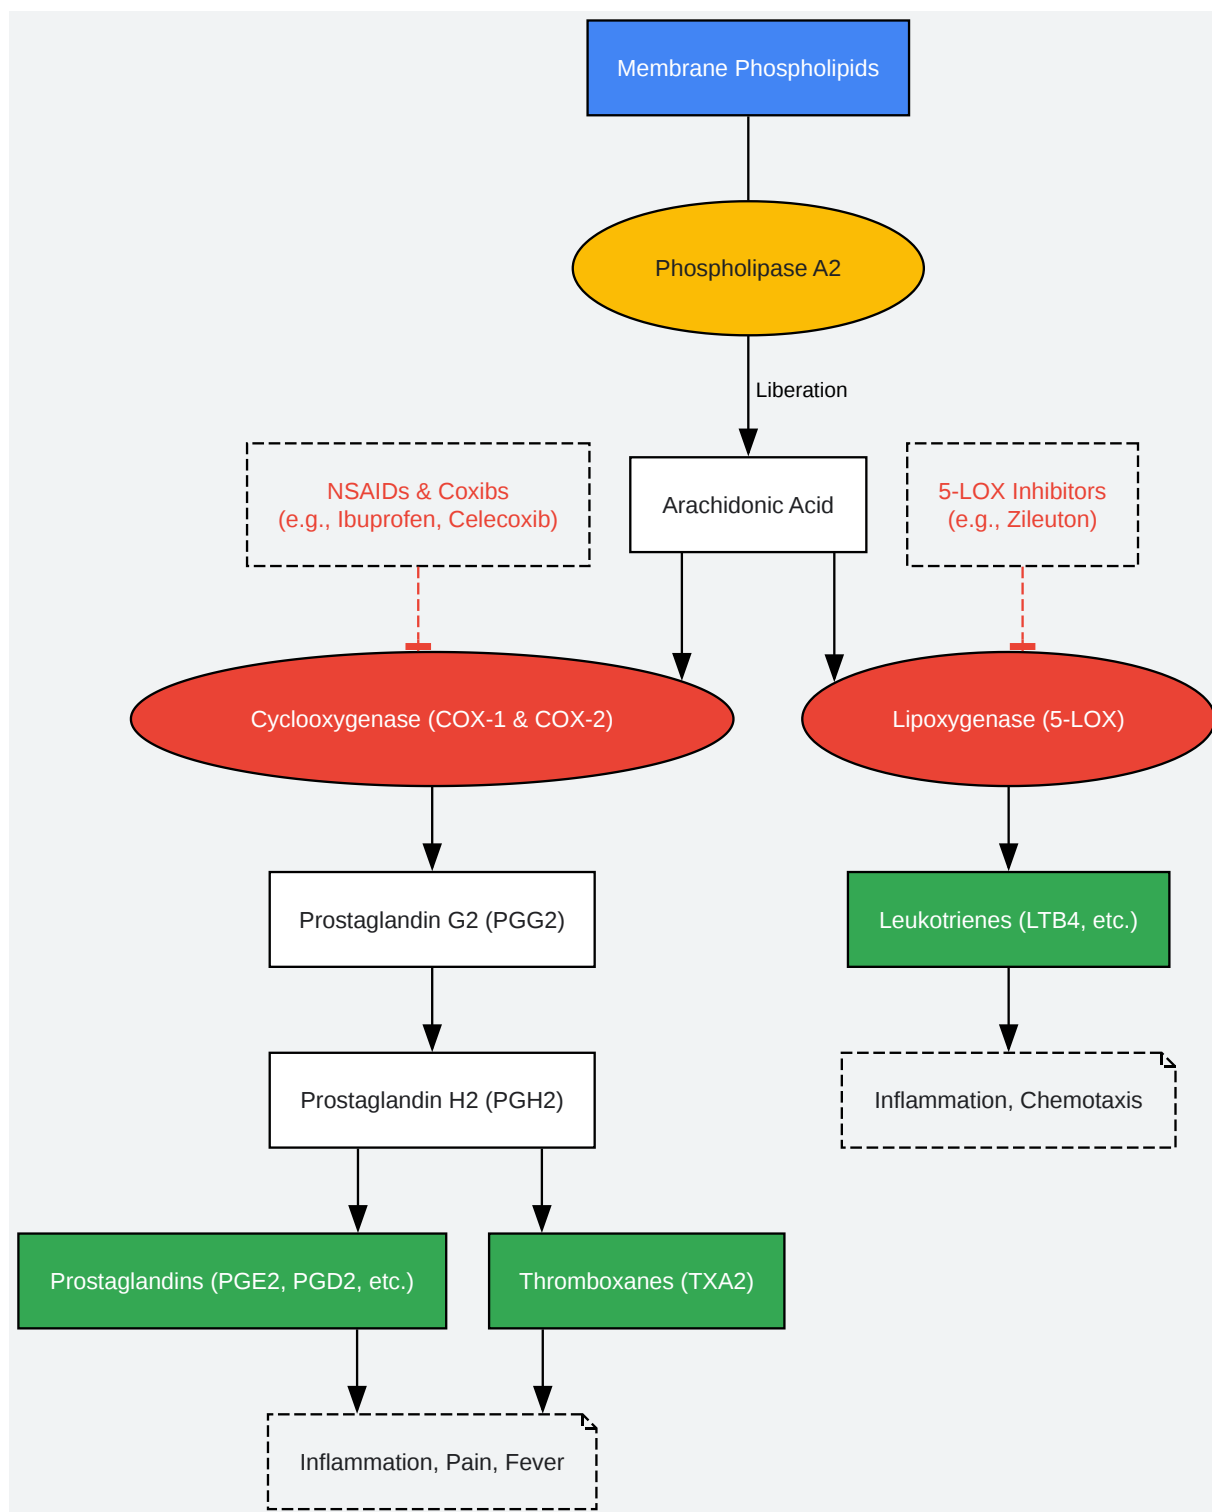 Membrane Phospholipids
Phospholipase A2
Liberation
NSAIDs & Coxibs
(e.g., Ibuprofen, Celecoxib)
Arachidonic Acid
5-LOX Inhibitors
(e.g., Zileuton)
Cyclooxygenase (COX-1 & COX-2)
Lipoxygenase (5-LOX)
Prostaglandin G2 (PGG2)
Leukotrienes (LTB4, etc.)
Prostaglandin H2 (PGH2)
Inflammation, Chemotaxis
Prostaglandins (PGE2, PGD2, etc.)
Thromboxanes (TXA2)
Inflammation, Pain, Fever